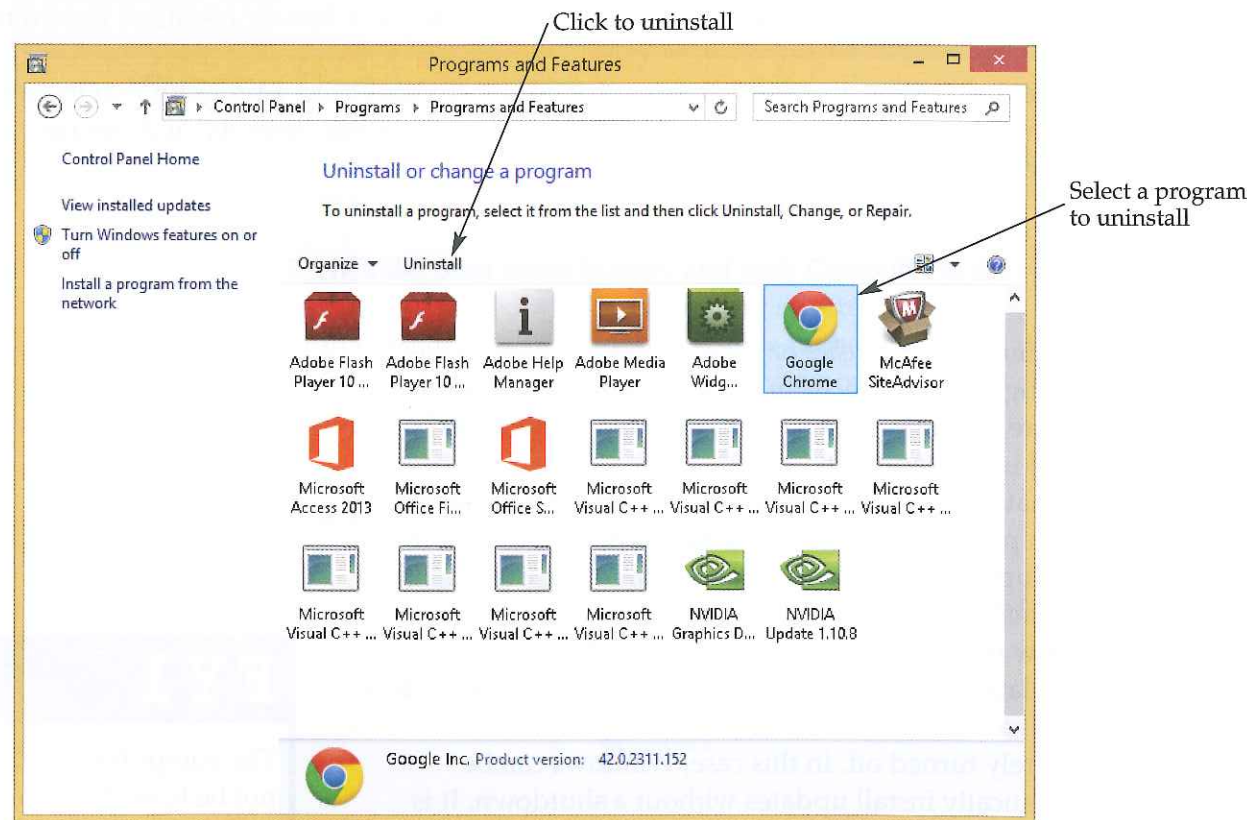 Click to uninstall
Programs and Features
Control Panel Programs Programs and Features
Search Programs and Features
Control Panel Home
View installed updates
Turn Windows features on or
off
Install a program from the
network
Uninstall or change a program
To uninstall a program, select it from the list and then click Uninstall, Change, or Repair.
Select a program
to uninstall
Organize Uninstall
Adobe Flash
Player 10 ...
Adobe Flash
Player 10 ...
Adobe Help
Manager
Adobe Media
Player
Adobe
Widg...
Google
Chrome
McAfee
SiteAdvisor
Microsoft
Access 2013
Microsoft
Office Fi...
Microsoft
Office S...
Microsoft
Visual C++ ...
Microsoft
Visual C++ ...
Microsoft
Visual C++ ...
Microsoft
Visual C++ ...
Microsoft
Visual C++ ...
Microsoft
Visual C++ ...
Microsoft
Visual C++ ...
Microsoft
Visual C++ ...
NVIDIA
Graphics D...
NVIDIA
Update 1.10.8
Google Inc. Product version: 42.0.2311.152